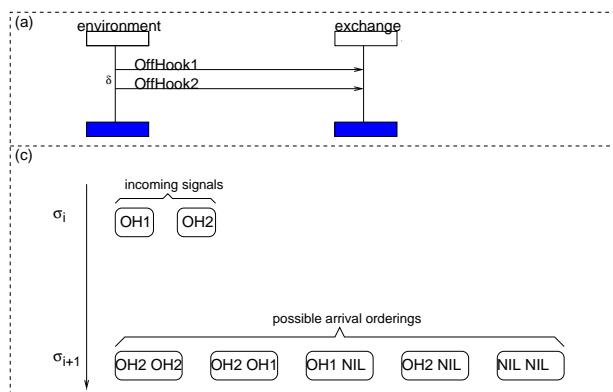 (a)
environment exchange
OffHook1
δ
OffHook2
(c)
incoming signals
σi OH1 OH2
possible arrival orderings
σi+1 OH2 OH2 OH2 OH1 OH1 NIL OH2 NIL NIL NIL